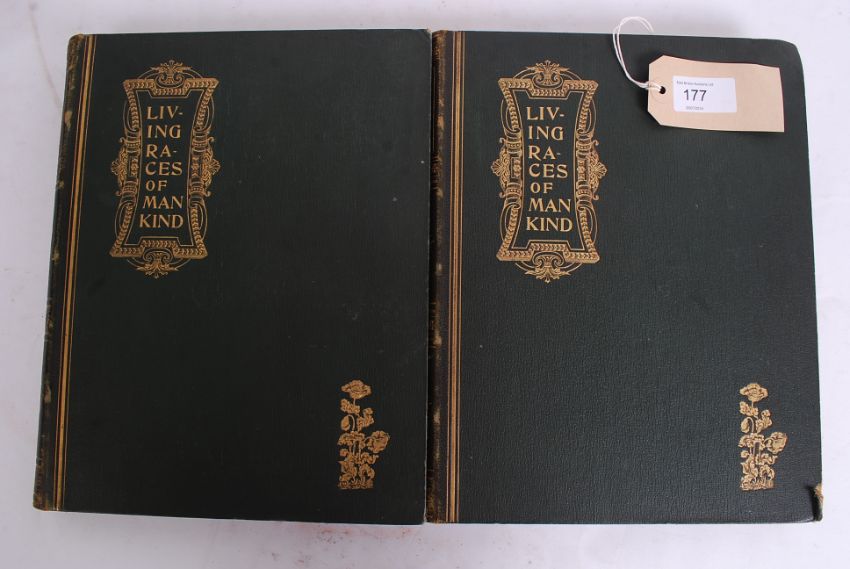 LIV-
ING
RA-
CES
OF
MAN
KIND
LIV-
ING
RA-
CES
OF
MAN
KIND
177